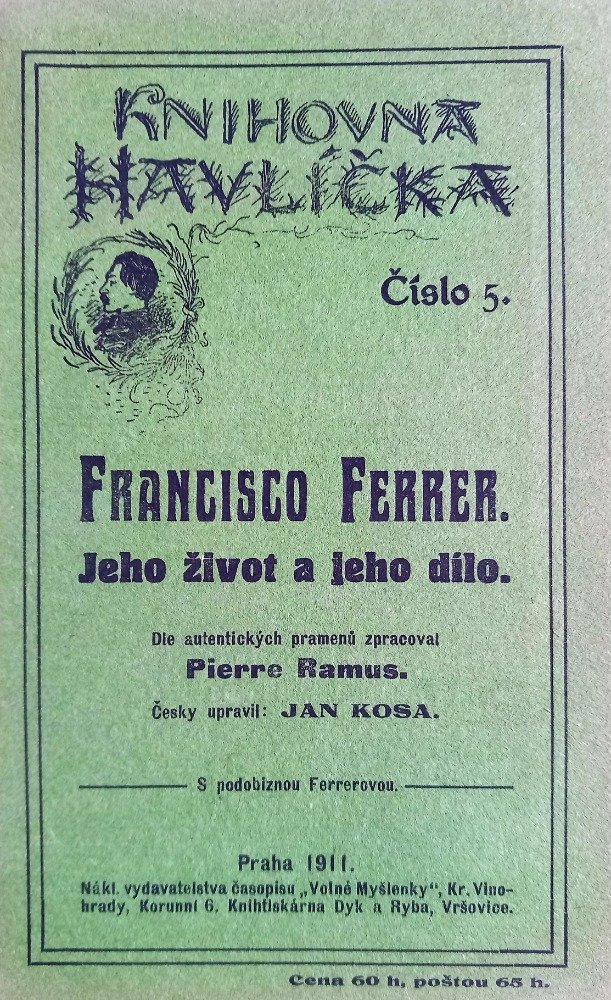 KNIHOVNA
HAVLÍČKA
Číslo 5.
FRANCISCO FERRER.
Jeho život a jeho dílo.
Dle autentických pramenů zpracoval
Pierre Ramus.
Česky upravil: JAN KOSA.
S podobiznou Ferrerovou.
Praha 1911.
Nákl. vydavatelstva časopisu „Volné Myšlenky“, Kr. Vino-
hrady, Korunní 6. Knihtiskárna Dyk a Ryba, Vršovice.
Cena 60 h, poštou 65 h.